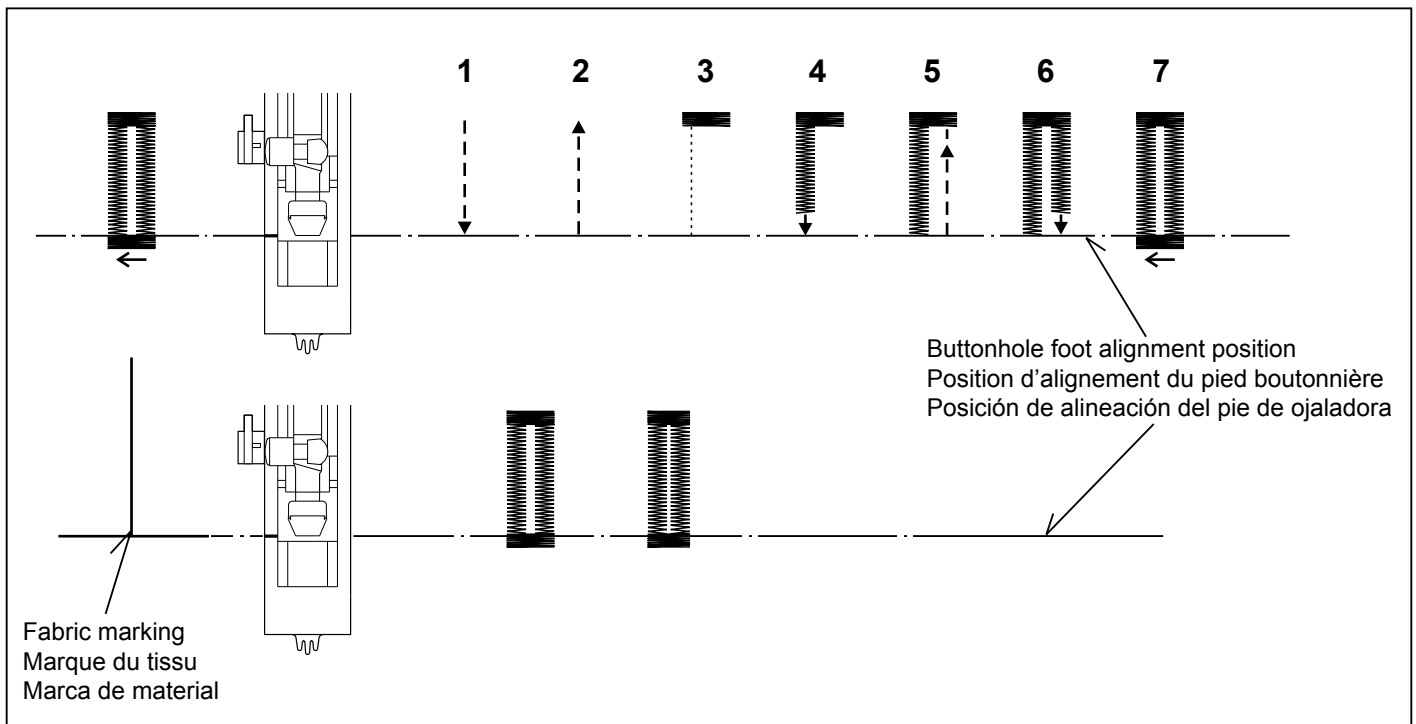 1 2 3 4 5 6 7
Buttonhole foot alignment position
Position d'alignement du pied boutonnière
Posición de alineación del pie de ojaladora
Fabric marking
Marque du tissu
Marca de material